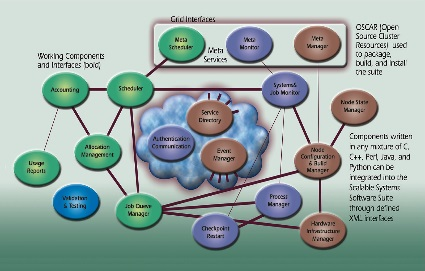 Grid Interfaces
Meta
Scheduler
Meta
Monitor
Meta
Manager
Meta
Services
OSCAR (Open
Source Cluster
Resources) used
to package,
build, and install
the suite
Working Components
and Interfaces (bold)
Accounting
Scheduler
System&
Job Monitor
Node State
Manager
Service
Directory
Authentication
Communication
Event
Manager
Allocation
Management
Node
Configuration
& Build
Manager
Components written
in any mixture of C,
C++, Perl, Java, and
Python can be
integrated into the
Scalable Systems
Software Suite
through defined
XML interfaces
Usage
Reports
Validation
& Testing
Job Queue
Manager
Process
Manager
Checkpoint
Restart
Hardware
Infrastructure
Manager